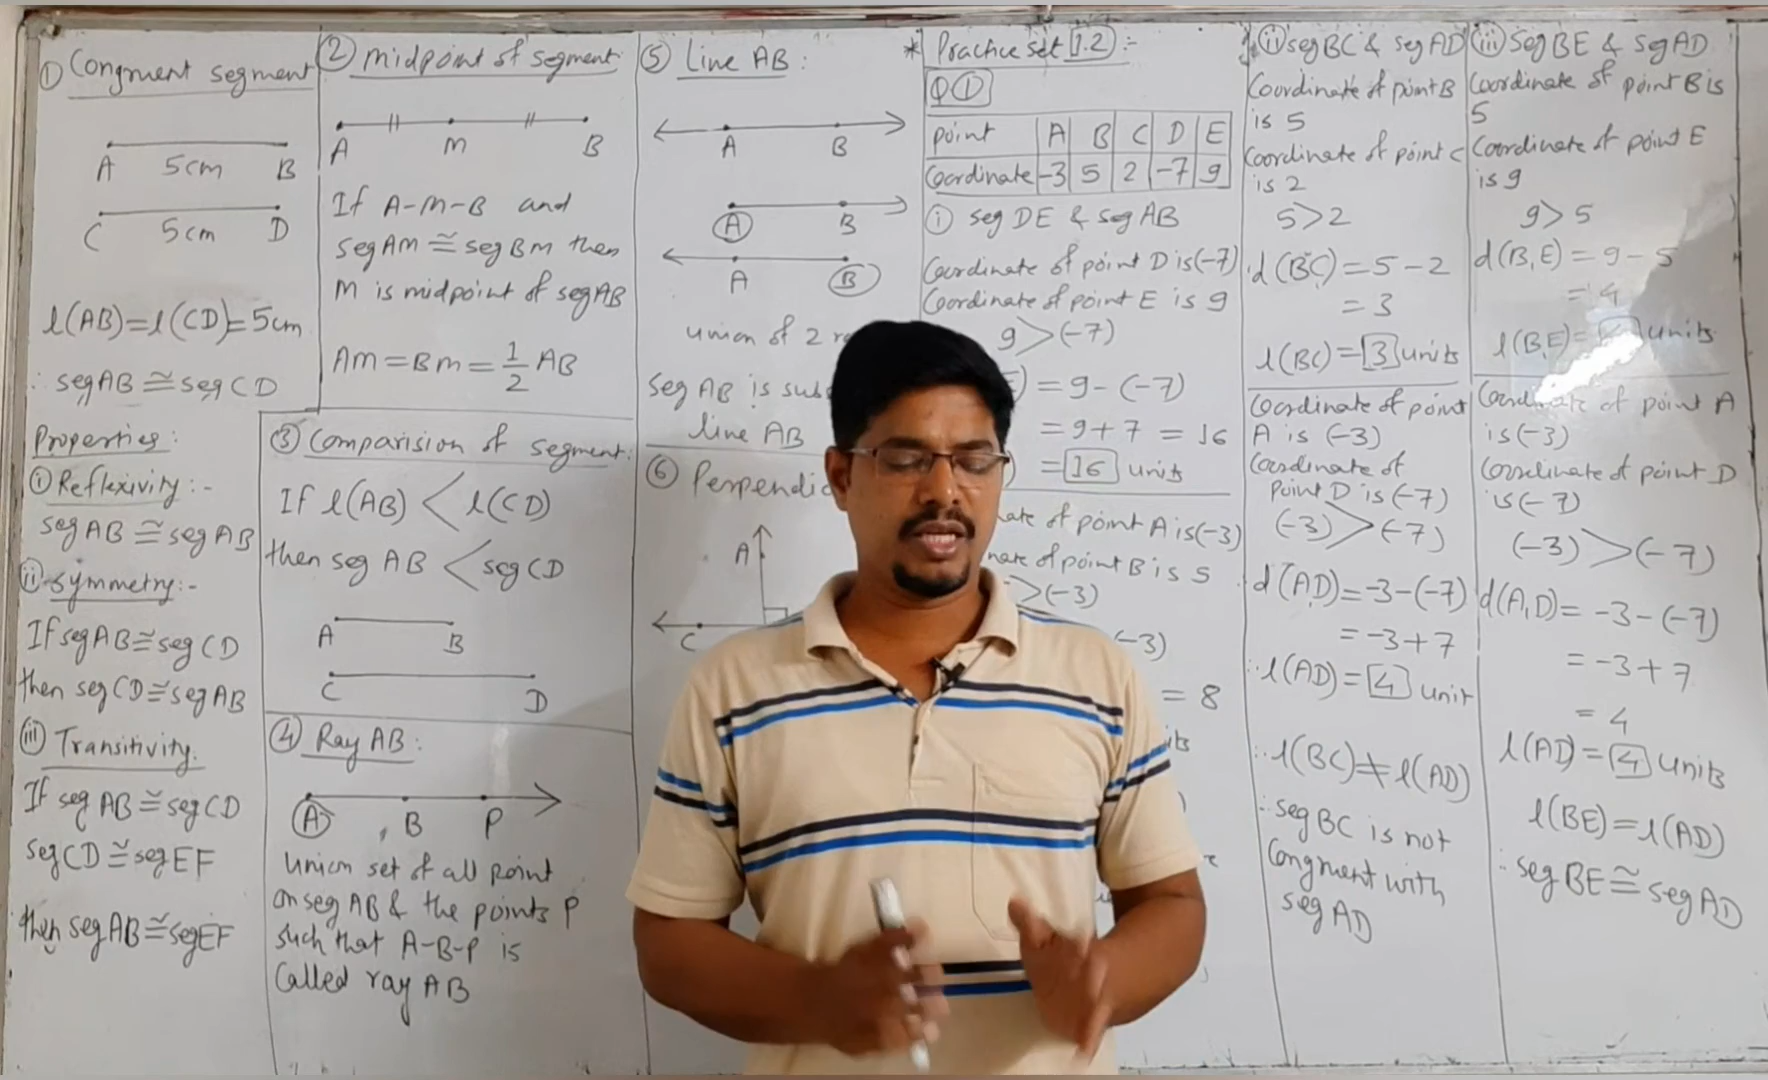 ① Congruent segment
A 5cm B
C 5cm D
l(AB)=l(CD)=5cm
∴ seg AB ≅ seg CD
Properties:
ⓘ Reflexivity:-
seg AB ≅ seg AB
ⓘⓘ Symmetry:-
If seg AB ≅ seg CD
then seg CD ≅ seg AB
ⓘⓘⓘ Transitivity.
If seg AB ≅ seg CD
seg CD ≅ seg EF
then seg AB ≅ seg EF
② midpoint of segment:
A M B
If A-M-B and
seg AM ≅ seg BM then
M is midpoint of seg AB
AM = BM = 1/2 AB
③ Comparision of segment:
If l(AB) < l(CD)
then seg AB < seg CD
A B
C D
④ Ray AB:
A B P
Union set of all point
on seg AB & the points P
such that A-B-P is
Called ray AB
⑤ Line AB:
A B
A B
A B
union of 2
seg AB is
line AB
⑥
A
C
* Practice set 1.2 :-
Q ①
point A B C D E
Coordinate -3 5 2 -7 9
ⓘ seg DE & seg AB
Coordinate of point D is (-7)
Coordinate of point E is 9
9 > (-7)
= 9 - (-7)
= 9 + 7 = 16
= 16 units
of point A is (-3)
of point B is 5
> (-3)
-3)
= 8
ⓘⓘ seg BC & seg AD
Coordinate of point B
is 5
Coordinate of point C
is 2
5 > 2
d(B,C) = 5 - 2
= 3
l(BC) = 3 units
Coordinate of point
A is (-3)
Coordinate of
point D is (-7)
(-3) > (-7)
d(A,D) = -3 - (-7)
= -3 + 7
∴ l(AD) = 4 unit
∴ l(BC) ≠ l(AD)
∴ seg BC is not
Congruent with
seg AD
ⓘⓘⓘ Seg BE & seg AD
Coordinate of point B is
5
Coordinate of point E
is 9
9 > 5
d(B,E) = 9 - 5
= 4
l(BE) = 4 units
Coordinate of point A
is (-3)
Coordinate of point D
is (-7)
(-3) > (-7)
d(A,D) = -3 - (-7)
= -3 + 7
= 4
l(AD) = 4 units
l(BE) = l(AD)
∴ seg BE ≅ seg AD